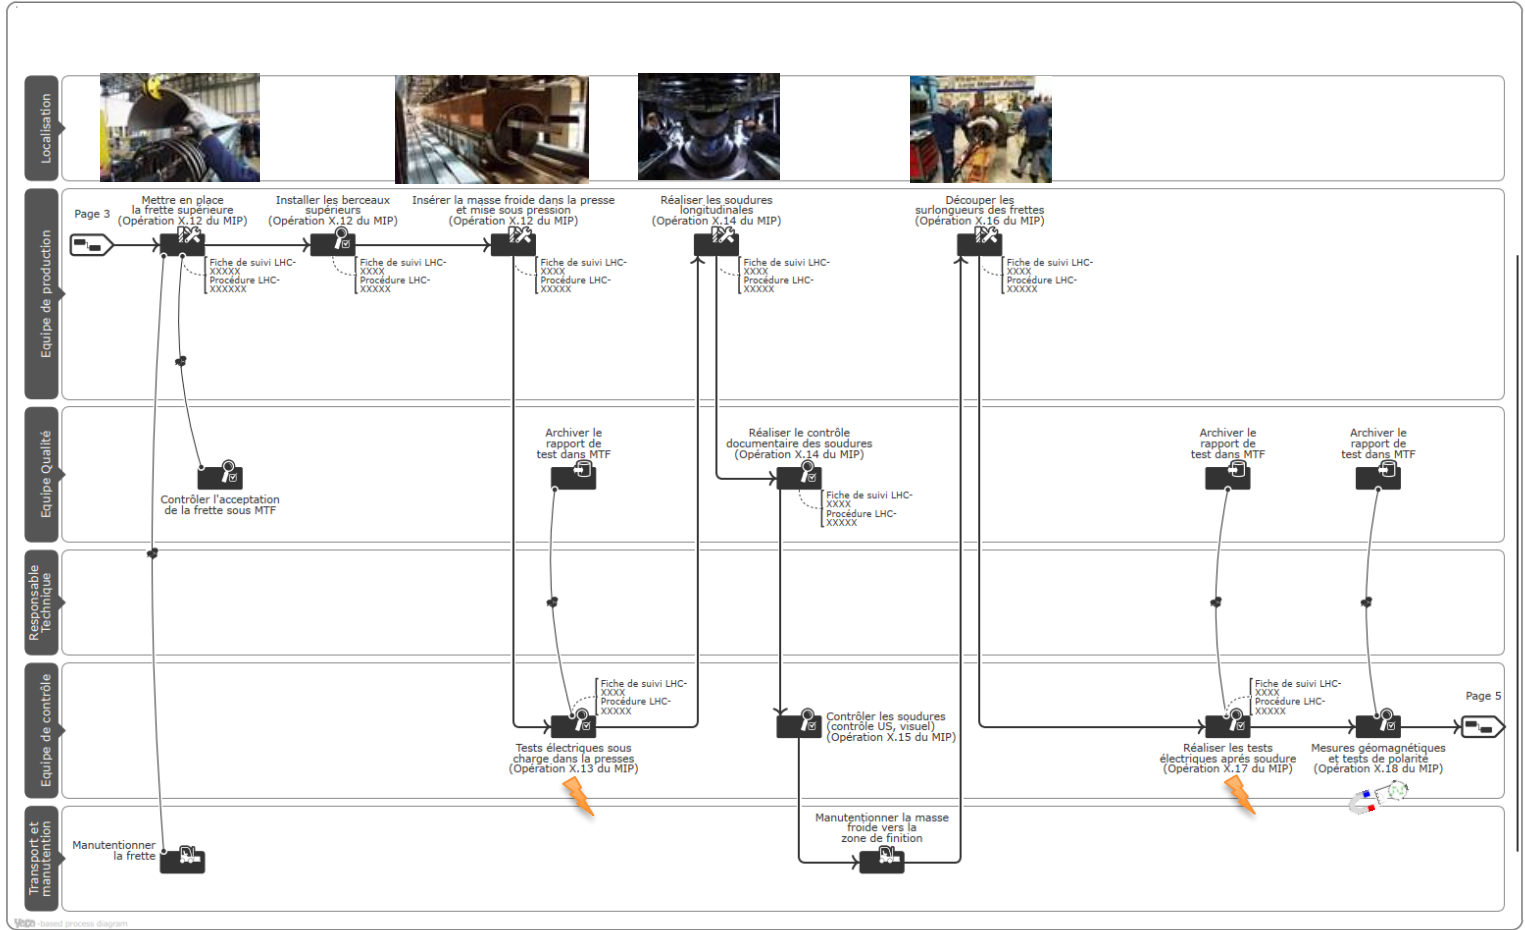 Localisation
Mettre en place
la frette supérieure
(Opération X.12 du MIP)
Installer les berceaux
supérieurs
(Opération X.12 du MIP)
Insérer la masse froide dans la presse
et mise sous pression
(Opération X.12 du MIP)
Réaliser les soudures
longitudinales
(Opération X.14 du MIP)
Découper les
surlongueurs des frettes
(Opération X.16 du MIP)
Page 3
Equipe de production
Fiche de suivi LHC-
XXXXX
Procédure LHC-
XXXXXX
Fiche de suivi LHC-
XXXX
Procédure LHC-
XXXXX
Fiche de suivi LHC-
XXXX
Procédure LHC-
XXXXX
Fiche de suivi LHC-
XXXX
Procédure LHC-
XXXXX
Fiche de suivi LHC-
XXXX
Procédure LHC-
XXXXX
Equipe Qualité
Contrôler l'acceptation
de la frette sous MTF
Archiver le
rapport de
test dans MTF
Réaliser le contrôle
documentaire des soudures
(Opération X.14 du MIP)
Fiche de suivi LHC-
XXXX
Procédure LHC-
XXXXX
Archiver le
rapport de
test dans MTF
Archiver le
rapport de
test dans MTF
Responsable
Technique
Equipe de contrôle
Fiche de suivi LHC-
XXXX
Procédure LHC-
XXXXX
Tests électriques sous
charge dans la presses
(Opération X.13 du MIP)
Contrôler les soudures
(contrôle US, visuel)
(Opération X.15 du MIP)
Fiche de suivi LHC-
XXXX
Procédure LHC-
XXXXX
Réaliser les tests
électriques aprés soudure
(Opération X.17 du MIP)
Mesures géomagnétiques
et tests de polarité
(Opération X.18 du MIP)
Page 5
Transport et
manutention
Manutentionner
la frette
Manutentionner la masse
froide vers la
zone de finition
-based process diagram